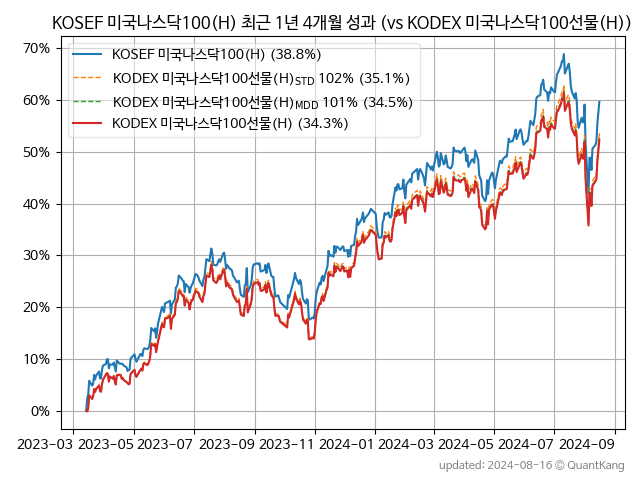 KOSEF 미국나스닥100(H) 최근 1년 4개월 성과 (vs KODEX 미국나스닥100선물(H))
70%
60%
50%
40%
30%
20%
10%
0%
KOSEF 미국나스닥100(H) (38.8%)
KODEX 미국나스닥100선물(H)STD 102% (35.1%)
KODEX 미국나스닥100선물(H)MDD 101% (34.5%)
KODEX 미국나스닥100선물(H) (34.3%)
2023-03 2023-05 2023-07 2023-09 2023-11 2024-01 2024-03 2024-05 2024-07 2024-09
updated: 2024-08-16 © QuantKang